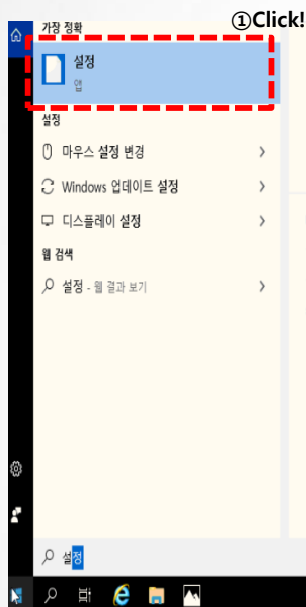 ①Click!
가장 정확
설정
앱
설정
마우스 설정 변경
Windows 업데이트 설정
디스플레이 설정
웹 검색
설정 - 웹 결과 보기
설정